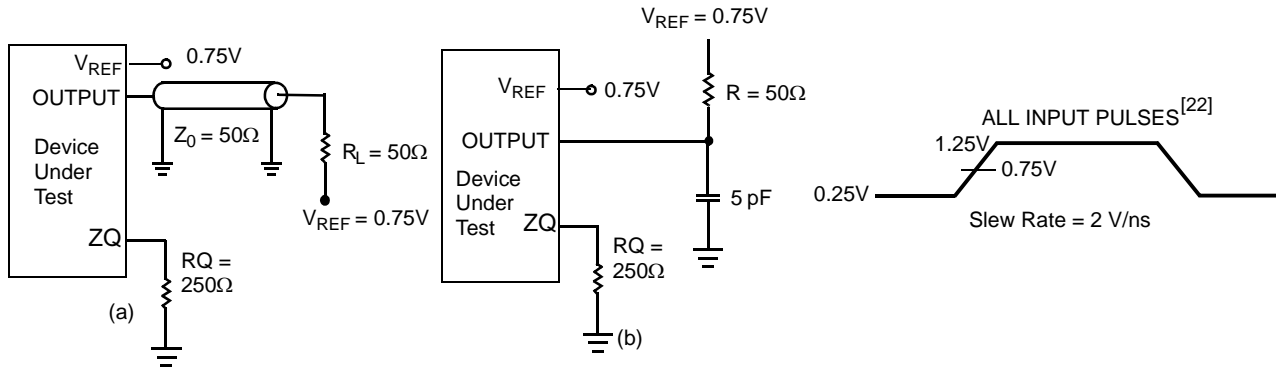 V_REF 0.75V
OUTPUT
Z_0 = 50Ω
Device
Under
Test
R_L = 50Ω
V_REF = 0.75V
ZQ
RQ =
250Ω
(a)
V_REF = 0.75V
R = 50Ω
V_REF 0.75V
OUTPUT
Device
Under
Test
5 pF
ZQ
RQ =
250Ω
(b)
ALL INPUT PULSES[22]
1.25V
0.75V
0.25V
Slew Rate = 2 V/ns